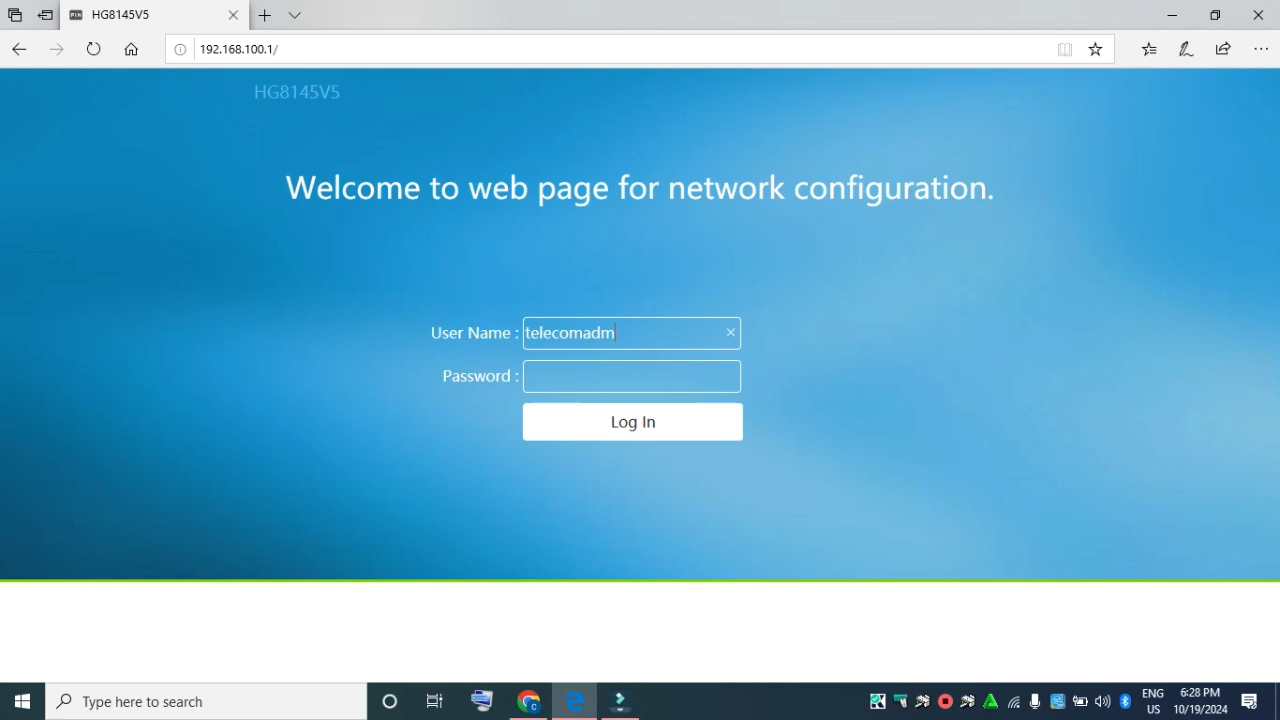 HG8145V5
192.168.100.1/
HG8145V5
Welcome to web page for network configuration.
User Name : telecomadm
Password :
Log In
Type here to search
ENG
US
6:28 PM
10/19/2024